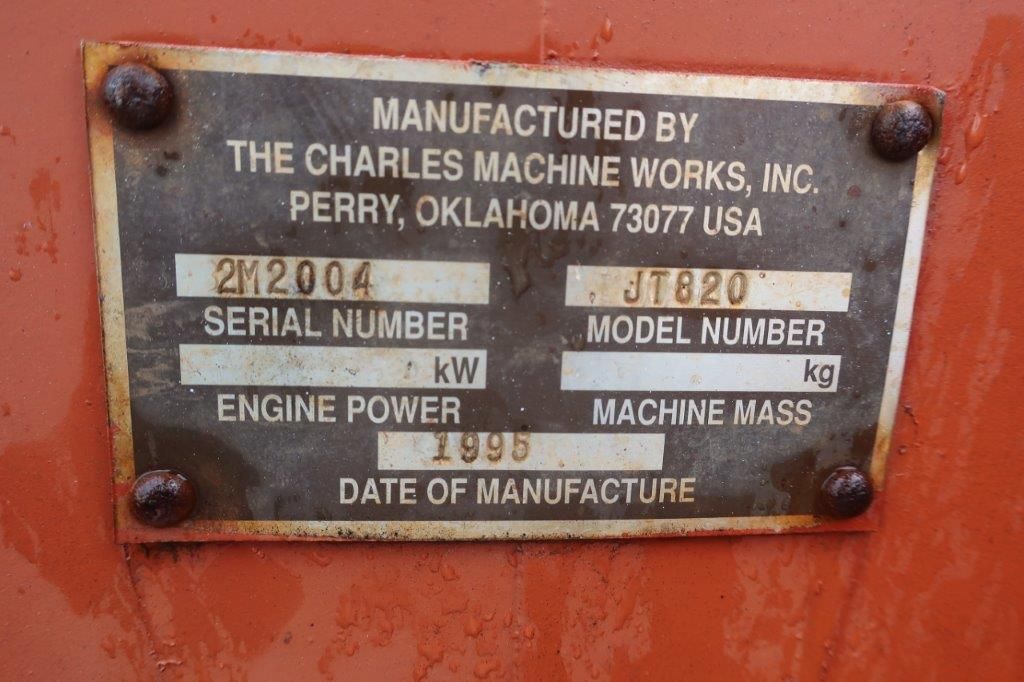 MANUFACTURED BY
THE CHARLES MACHINE WORKS, INC.
PERRY, OKLAHOMA 73077 USA
2M2004 JT820
SERIAL NUMBER MODEL NUMBER
kW kg
ENGINE POWER MACHINE MASS
1995
DATE OF MANUFACTURE